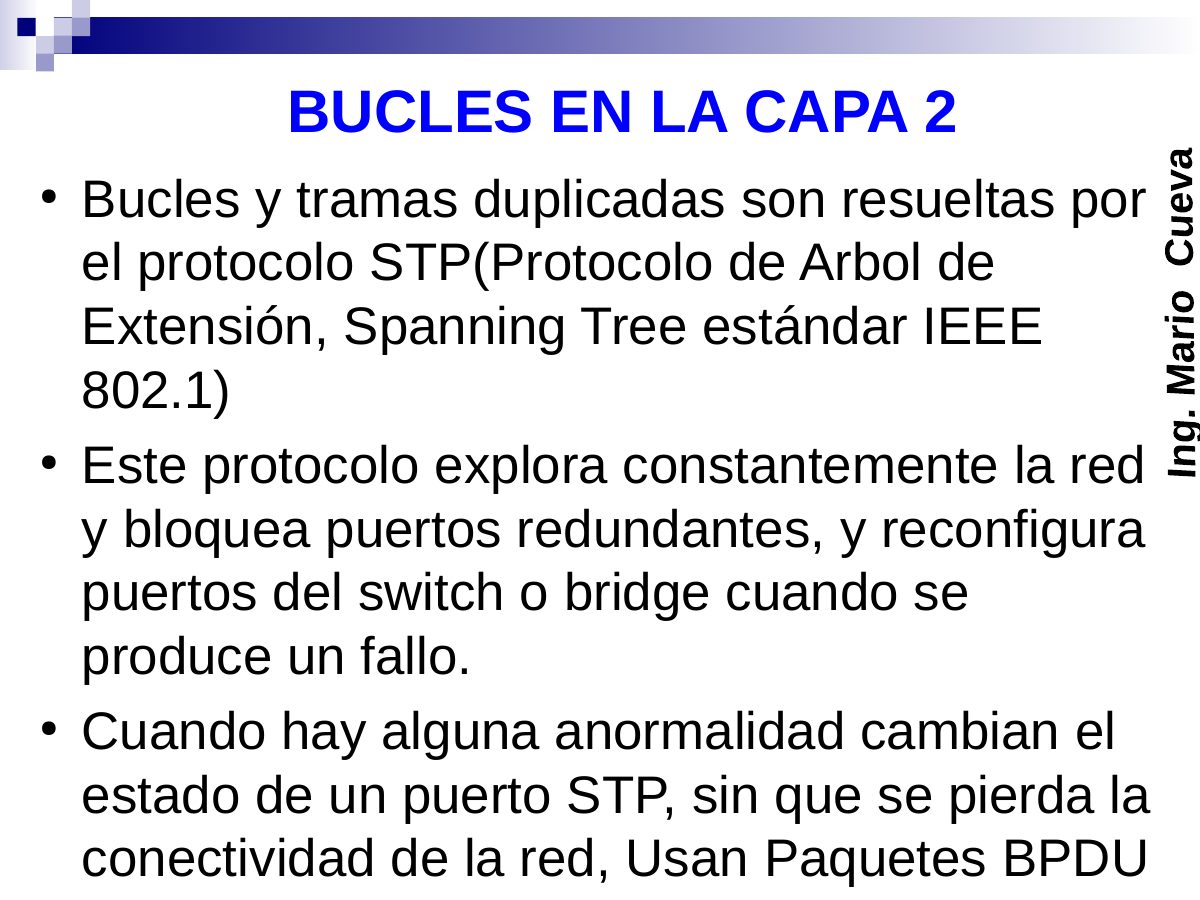 BUCLES EN LA CAPA 2
• Bucles y tramas duplicadas son resueltas por
el protocolo STP(Protocolo de Arbol de
Extensión, Spanning Tree estándar IEEE
802.1)
• Este protocolo explora constantemente la red
y bloquea puertos redundantes, y reconfigura
puertos del switch o bridge cuando se
produce un fallo.
• Cuando hay alguna anormalidad cambian el
estado de un puerto STP, sin que se pierda la
conectividad de la red, Usan Paquetes BPDU
Ing. Mario Cueva